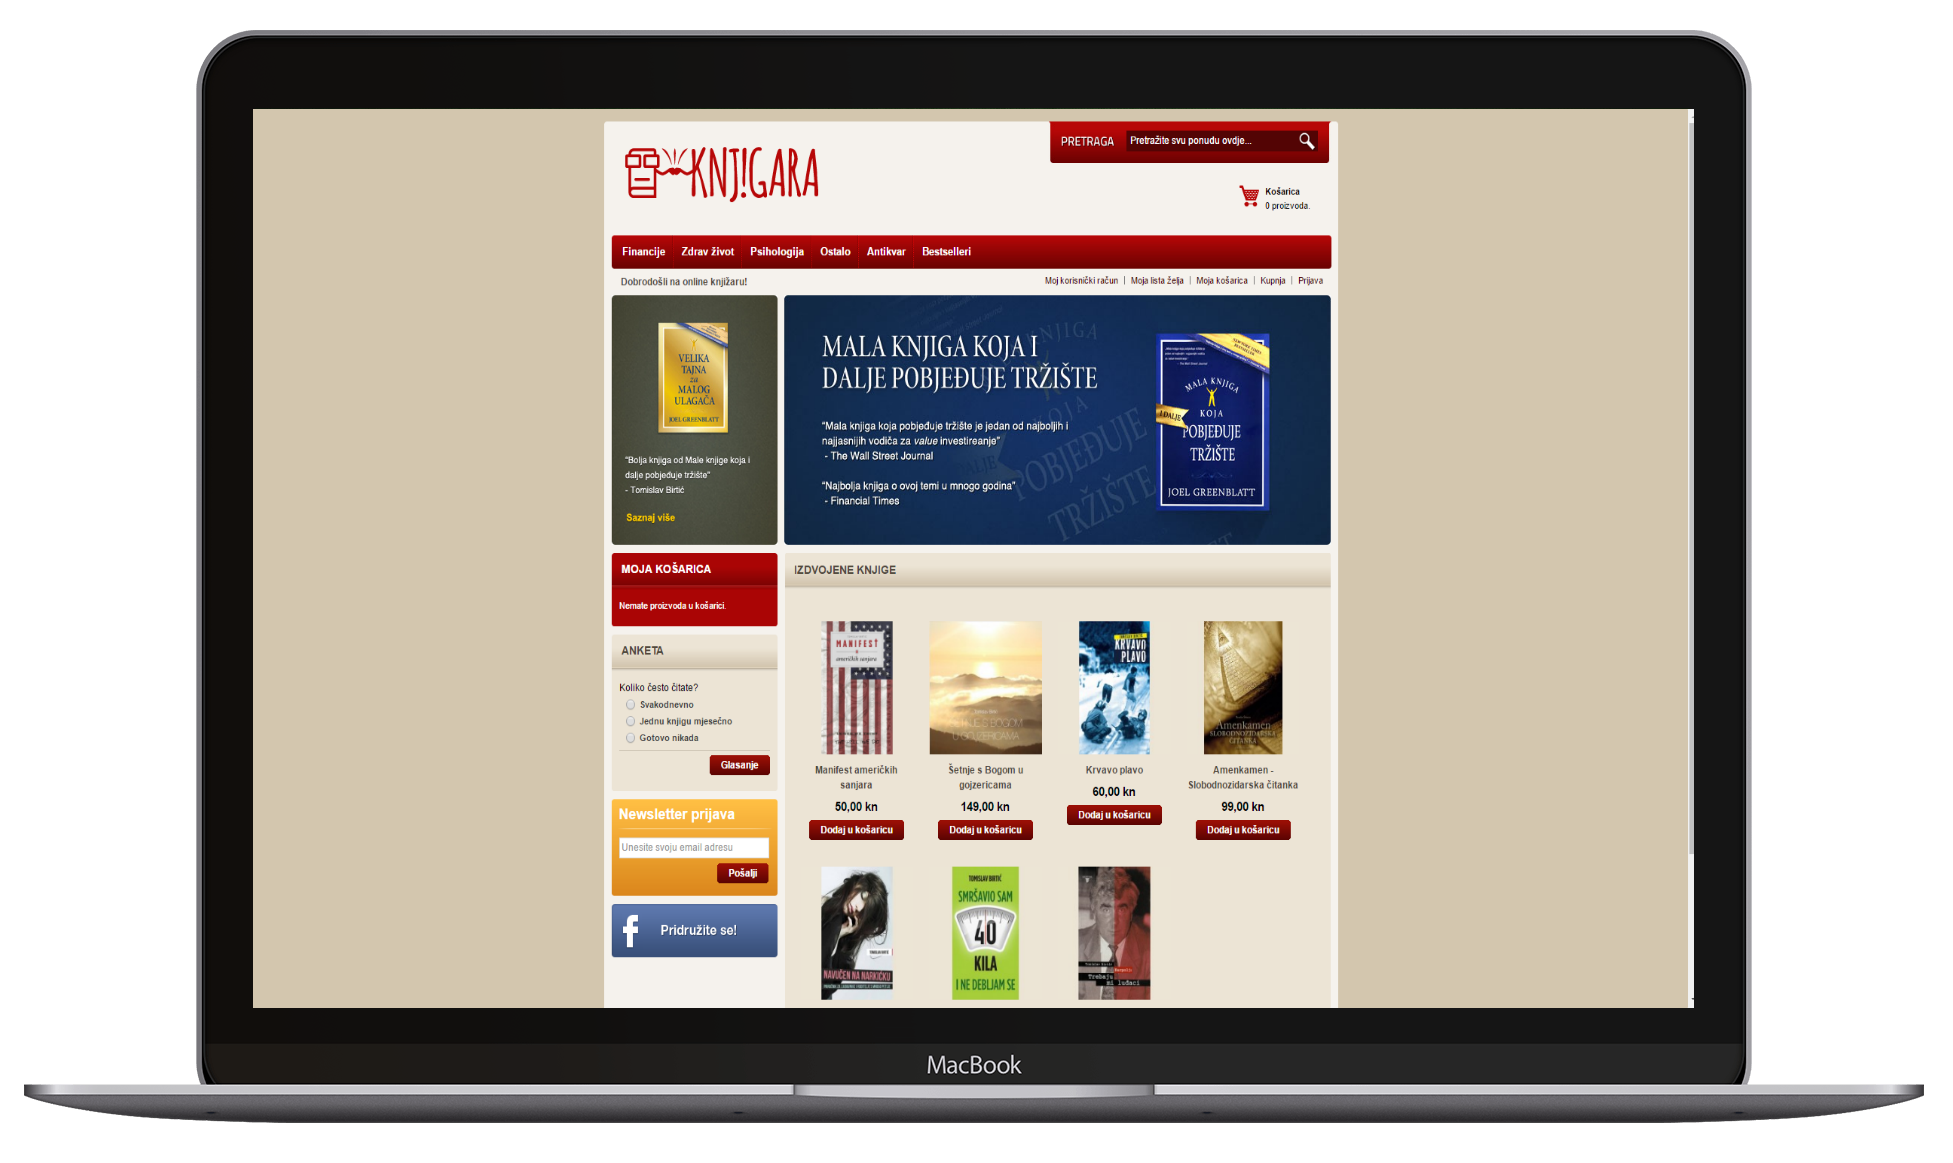 KNJ!GARA
PRETRAGA
Pretražite svu ponudu ovdje...
Košarica
0 proizvoda.
Financije
Zdrav život
Psihologija
Ostalo
Antikvar
Bestselleri
Dobrodošli na online knjižaru!
Moj korisnički račun | Moja lista želja | Moja košarica | Kupnja | Prijava
VELIKA
TAJNA
za
MALOG
ULAGAČA
JOEL GREENBLATT
"Bolja knjiga od Male knjige koja i
dalje pobjeđuje tržište"
- Tomislav Birtić
Saznaj više
MALA KNJIGA KOJA I
DALJE POBJEĐUJE TRŽIŠTE
"Mala knjiga koja pobjeđuje tržište je jedan od najboljih i
najjasnijih vodiča za value investireanje"
- The Wall Street Journal
"Najbolja knjiga o ovoj temi u mnogo godina"
- Financial Times
KNJIGA
KOJA
POBJEĐUJE
TRŽIŠTE
MALA KNJIGA
KOJA
I DALJE
POBJEĐUJE
TRŽIŠTE
JOEL GREENBLATT
MOJA KOŠARICA
Nemate proizvoda u košarici.
ANKETA
Koliko često čitate?
Svakodnevno
Jednu knjigu mjesečno
Gotovo nikada
Glasanje
Newsletter prijava
Unesite svoju email adresu
Pošalji
Pridružite se!
IZDVOJENE KNJIGE
MANIFEST
američkih sanjara
KRVAVO
PLAVO
Amenkamen
SLOBODNOZIDARSKA
ČITANKA
Manifest američkih
sanjara
50,00 kn
Dodaj u košaricu
Šetnje s Bogom u
gojzericama
149,00 kn
Dodaj u košaricu
Krvavo plavo
60,00 kn
Dodaj u košaricu
Amenkamen -
Slobodnozidarska čitanka
99,00 kn
Dodaj u košaricu
NAVUČEN NA NARKIĆKU
TOMISLAV BIRTIĆ
SMRŠAVIO SAM
40
KILA
I NE DEBLJAM SE
Trebaju
mi luđaci
MacBook